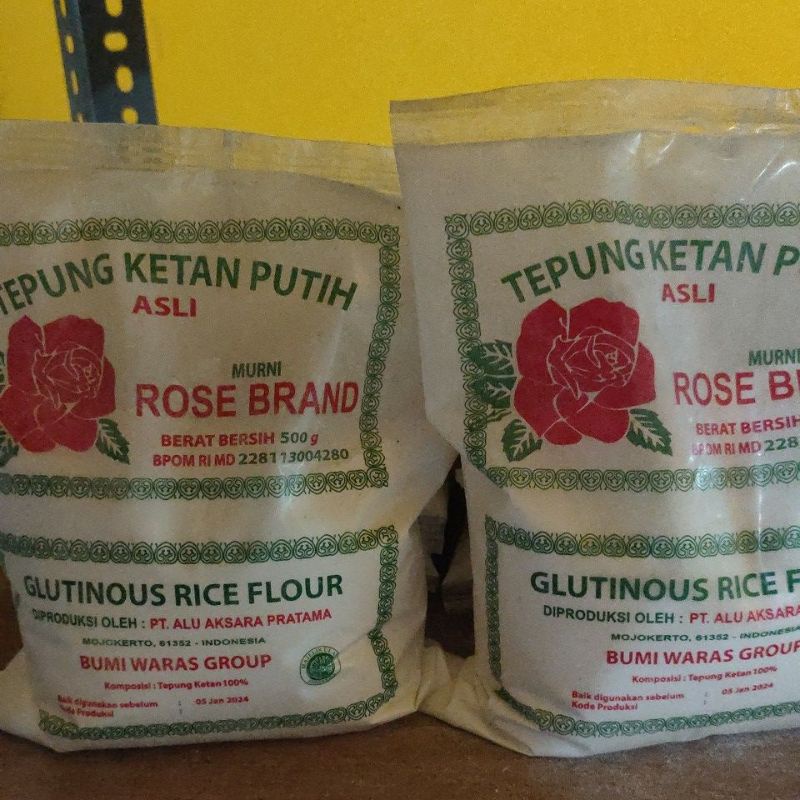 TEPUNG KETAN PUTIH
ASLI
MURNI
ROSE BRAND
BERAT BERSIH 500 g
BPOM RI MD 228113004280
GLUTINOUS RICE FLOUR
DIPRODUKSI OLEH : PT. ALU AKSARA PRATAMA
MOJOKERTO, 61352 - INDONESIA
BUMI WARAS GROUP
Komposisi : Tepung Ketan 100%
Baik digunakan sebelum : 05 Jan 2024
Kode Produksi :
TEPUNG KETAN P
ASLI
MURNI
ROSE B
BERAT BERSIH
BPOM RI MD 228
GLUTINOUS RICE F
DIPRODUKSI OLEH : PT. ALU AKSARA
MOJOKERTO, 61352 - INDONESIA
BUMI WARAS GROUP
Komposisi : Tepung Ketan 100%
Baik digunakan sebelum : 05 Jan 2024
Kode Produksi :